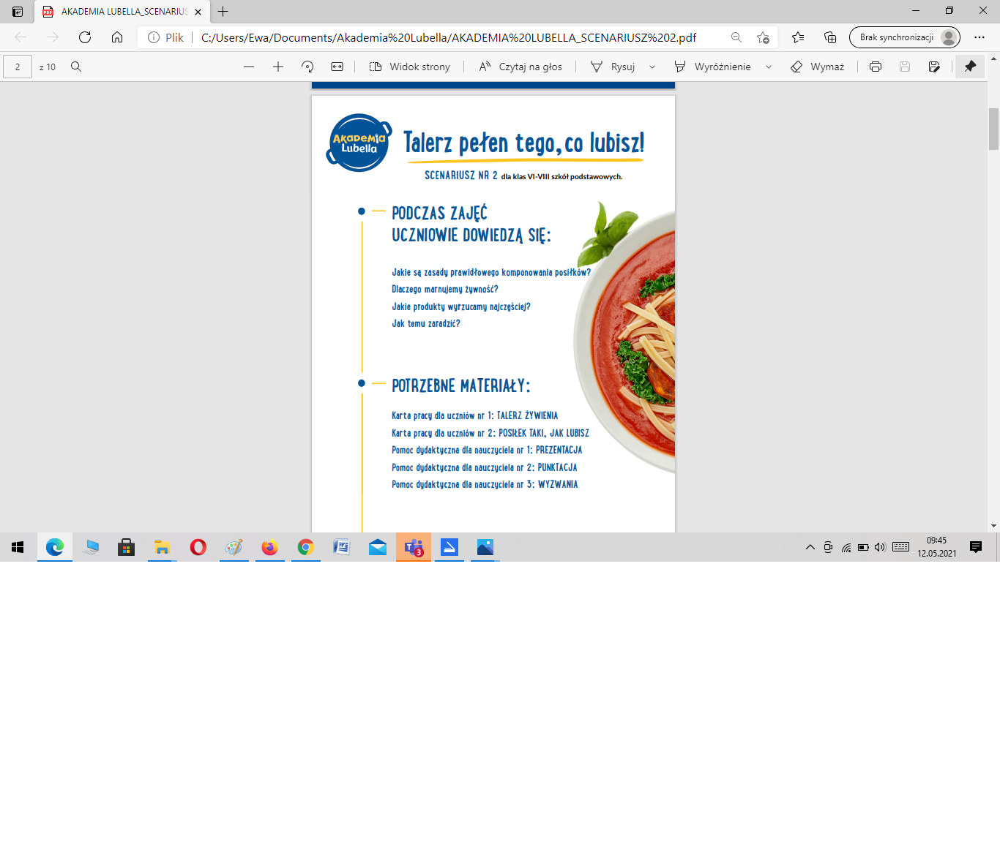 AKADEMIA LUBELLA_SCENARIUS
Plik
C:/Users/Ewa/Documents/Akademia%20Lubella/AKADEMIA%20LUBELLA_SCENARIUSZ%202.pdf
Brak synchronizacji
2 z 10
Widok strony
Czytaj na głos
Rysuj
Wyróżnienie
Wymaż
Akademia
Lubella
Talerz pełen tego, co lubisz!
SCENARIUSZ NR 2 dla klas VI-VIII szkół podstawowych.
PODCZAS ZAJĘĆ
UCZNIOWIE DOWIEDZĄ SIĘ:
Jakie są zasady prawidłowego komponowania posiłków?
Dlaczego marnujemy żywność?
Jakie produkty wyrzucamy najczęściej?
Jak temu zaradzić?
POTRZEBNE MATERIAŁY:
Karta pracy dla uczniów nr 1: TALERZ ŻYWIENIA
Karta pracy dla uczniów nr 2: POSIŁEK TAKI, JAK LUBISZ
Pomoc dydaktyczna dla nauczyciela nr 1: PREZENTACJA
Pomoc dydaktyczna dla nauczyciela nr 2: PUNKTACJA
Pomoc dydaktyczna dla nauczyciela nr 3: WYZWANIA
09:45
12.05.2021